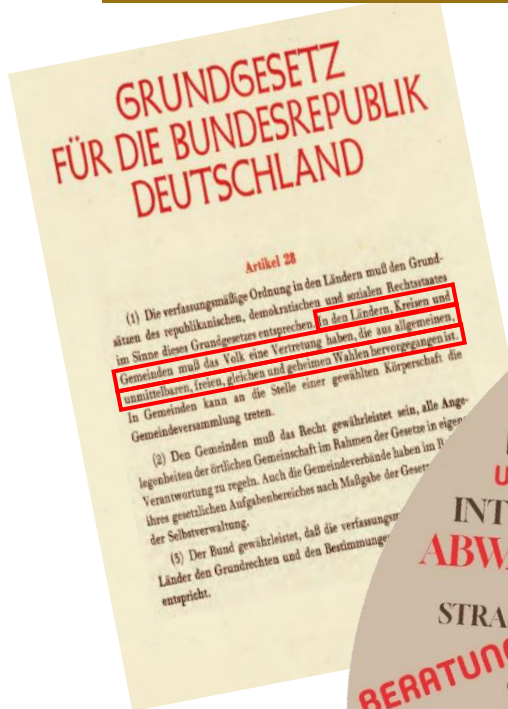 GRUNDGESETZ
FÜR DIE BUNDESREPUBLIK
DEUTSCHLAND
Artikel 28
(1) Die verfassungsmäßige Ordnung in den Ländern muß den Grund-
sätzen des republikanischen, demokratischen und sozialen Rechtsstaates
im Sinne dieses Grundgesetzes entsprechen. In den Ländern, Kreisen und
Gemeinden muß das Volk eine Vertretung haben, die aus allgemeinen,
unmittelbaren, freien, gleichen und geheimen Wahlen hervorgegangen ist.
In Gemeinden kann an die Stelle einer gewählten Körperschaft die
Gemeindeversammlung treten.
(2) Den Gemeinden muß das Recht gewährleistet sein, alle Ange-
legenheiten der örtlichen Gemeinschaft im Rahmen der Gesetze in eigen
Verantwortung zu regeln. Auch die Gemeindeverbände haben im
ihres gesetzlichen Aufgabenbereiches nach Maßgabe der Geset
der Selbstverwaltung.
(3) Der Bund gewährleistet, daß die verfassungsm
Länder den Grundrechten und den Bestimmungen
entspricht.
U
INT
ABW
STRA
BERATUNG